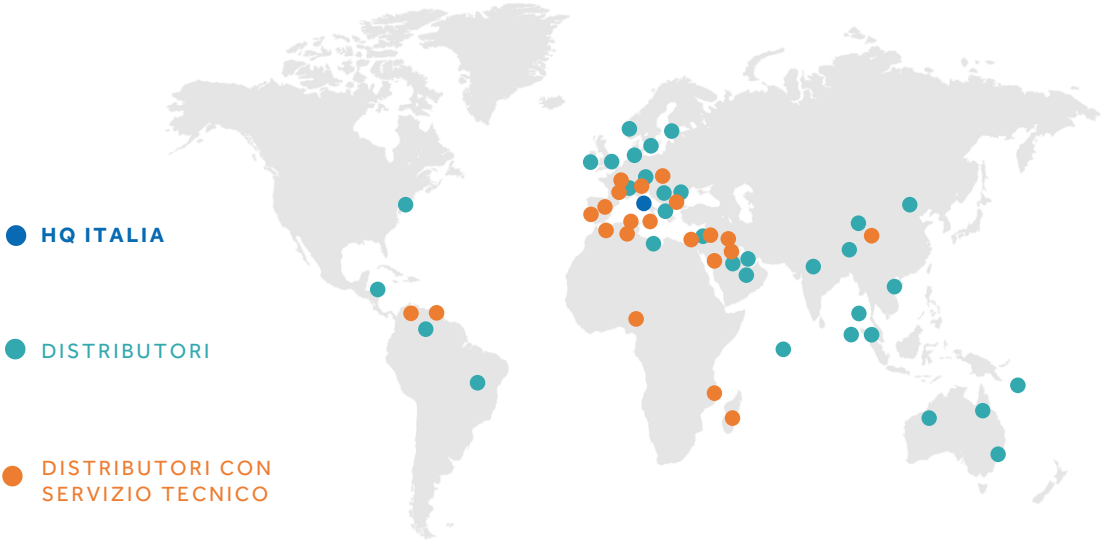 HQ ITALIA
DISTRIBUTORI
DISTRIBUTORI CON
SERVIZIO TECNICO